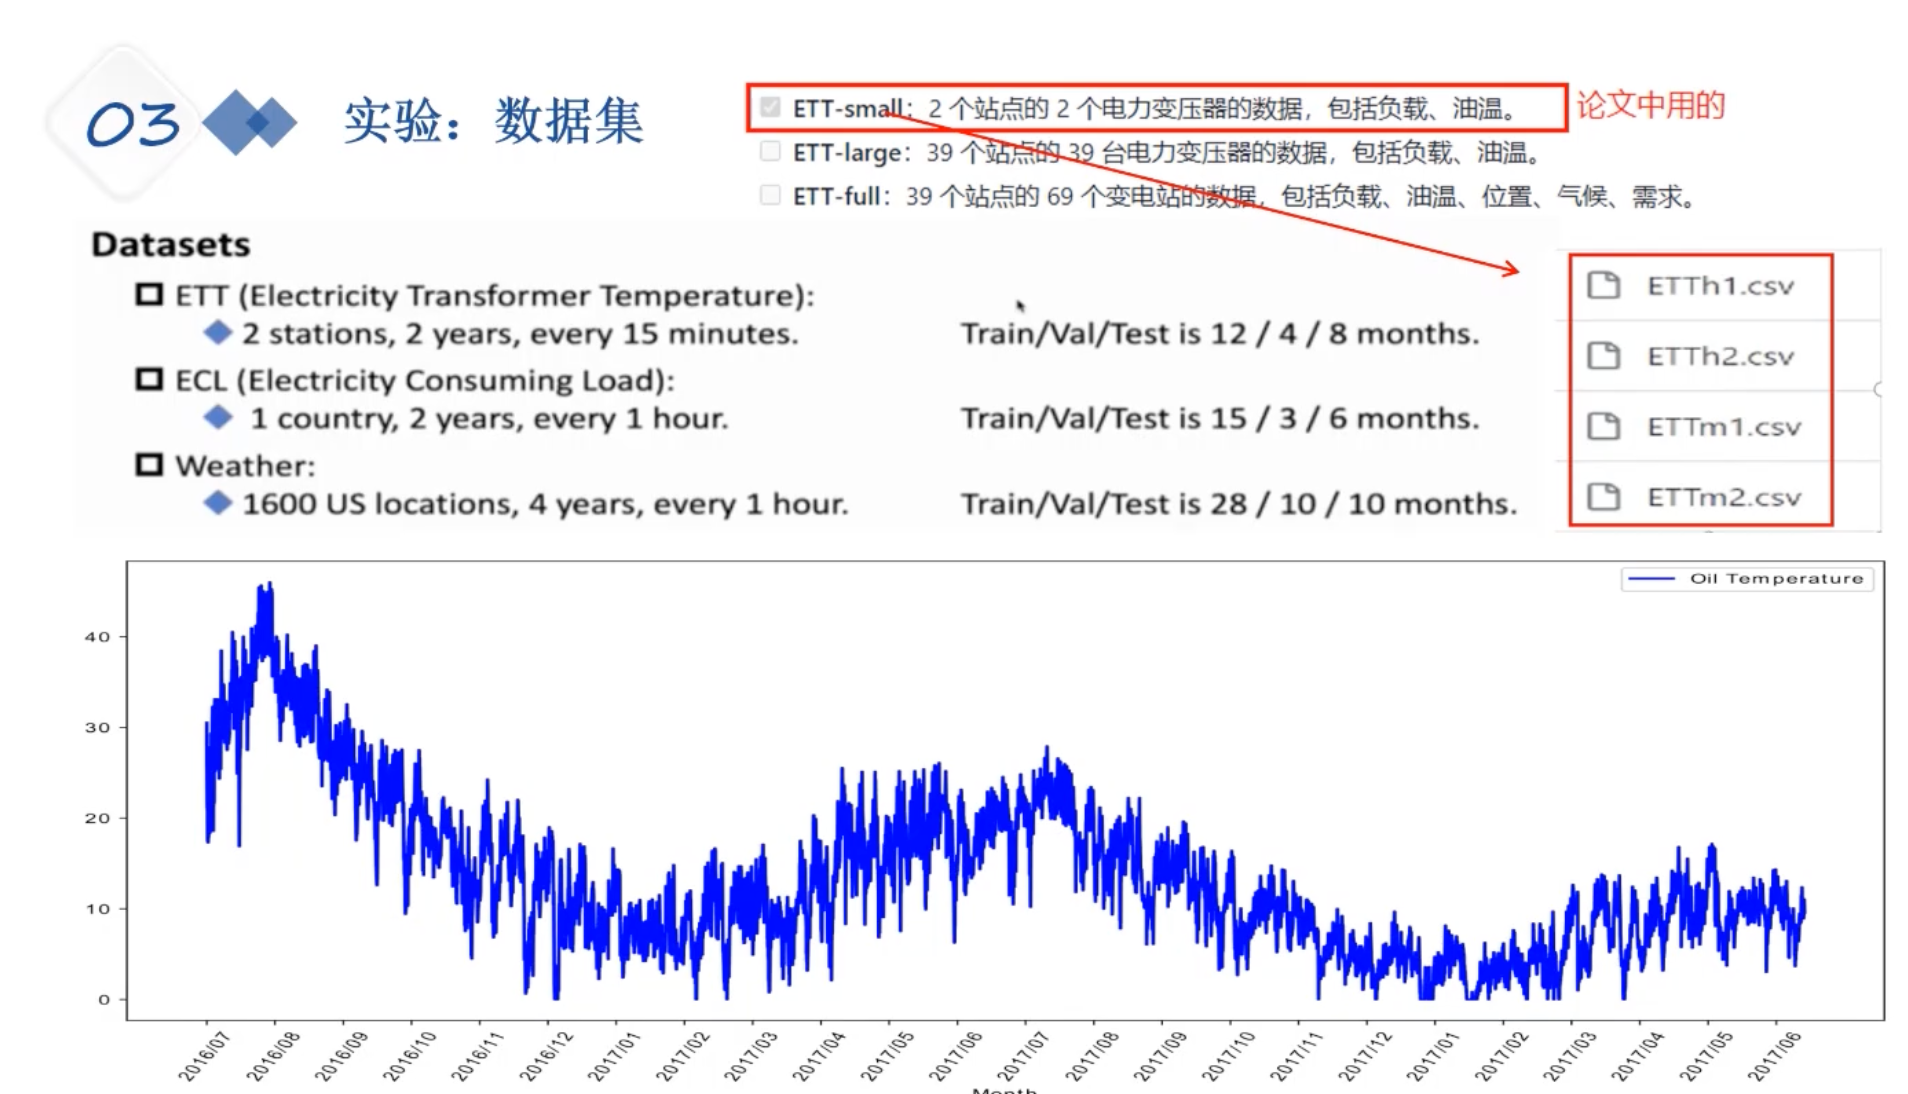 03
实验：数据集
ETT-small：2 个站点的 2 个电力变压器的数据，包括负载、油温。
论文中用的
ETT-large：39 个站点的 39 台电力变压器的数据，包括负载、油温。
ETT-full：39 个站点的 69 个变电站的数据，包括负载、油温、位置、气候、需求。
Datasets
ETT (Electricity Transformer Temperature):
2 stations, 2 years, every 15 minutes. Train/Val/Test is 12 / 4 / 8 months.
ECL (Electricity Consuming Load):
1 country, 2 years, every 1 hour. Train/Val/Test is 15 / 3 / 6 months.
Weather:
1600 US locations, 4 years, every 1 hour. Train/Val/Test is 28 / 10 / 10 months.
ETTh1.csv
ETTh2.csv
ETTm1.csv
ETTm2.csv
Oil Temperature
40
30
20
10
0
2016/07
2016/08
2016/09
2016/10
2016/11
2016/12
2017/01
2017/02
2017/03
2017/04
2017/05
2017/06
2017/07
2017/08
2017/09
2017/10
2017/11
2017/12
2017/01
2017/02
2017/03
2017/04
2017/05
2017/06
Month